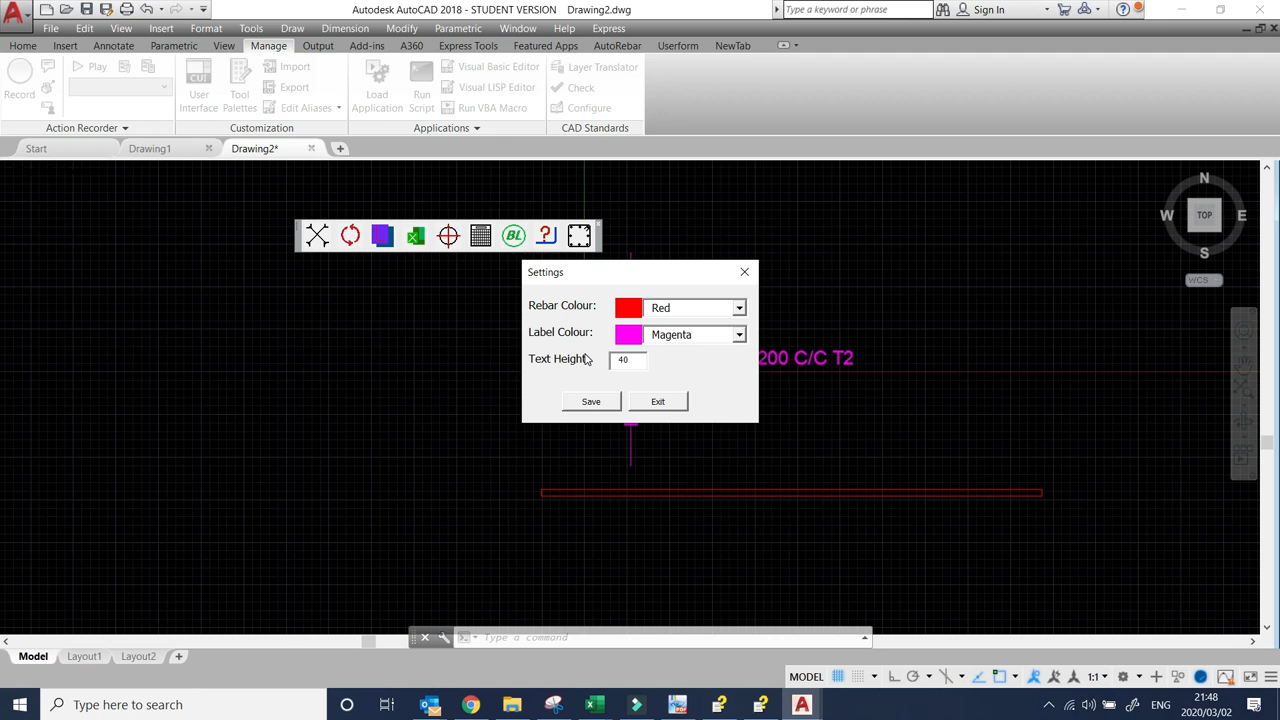 Autodesk AutoCAD 2018 - STUDENT VERSION Drawing2.dwg
Type a keyword or phrase
Sign In
File Edit View Insert Format Tools Draw Dimension Modify Parametric Window Help Express
Home Insert Annotate Parametric View Manage Output Add-ins A360 Express Tools Featured Apps AutoRebar Userform NewTab
Record
Play
CUI
User Interface
Tool Palettes
Import
Export
Edit Aliases
Load Application
Run Script
Visual Basic Editor
Visual LISP Editor
Run VBA Macro
Layer Translator
Check
Configure
Action Recorder
Customization
Applications
CAD Standards
Start Drawing1 Drawing2*
N
W TOP E
S
WCS
BL
Settings
Rebar Colour: Red
Label Colour: Magenta
Text Height 40
Save Exit
200 C/C T2
Type a command
Model Layout1 Layout2
MODEL 1:1
Type here to search
ENG
21:48
2020/03/02